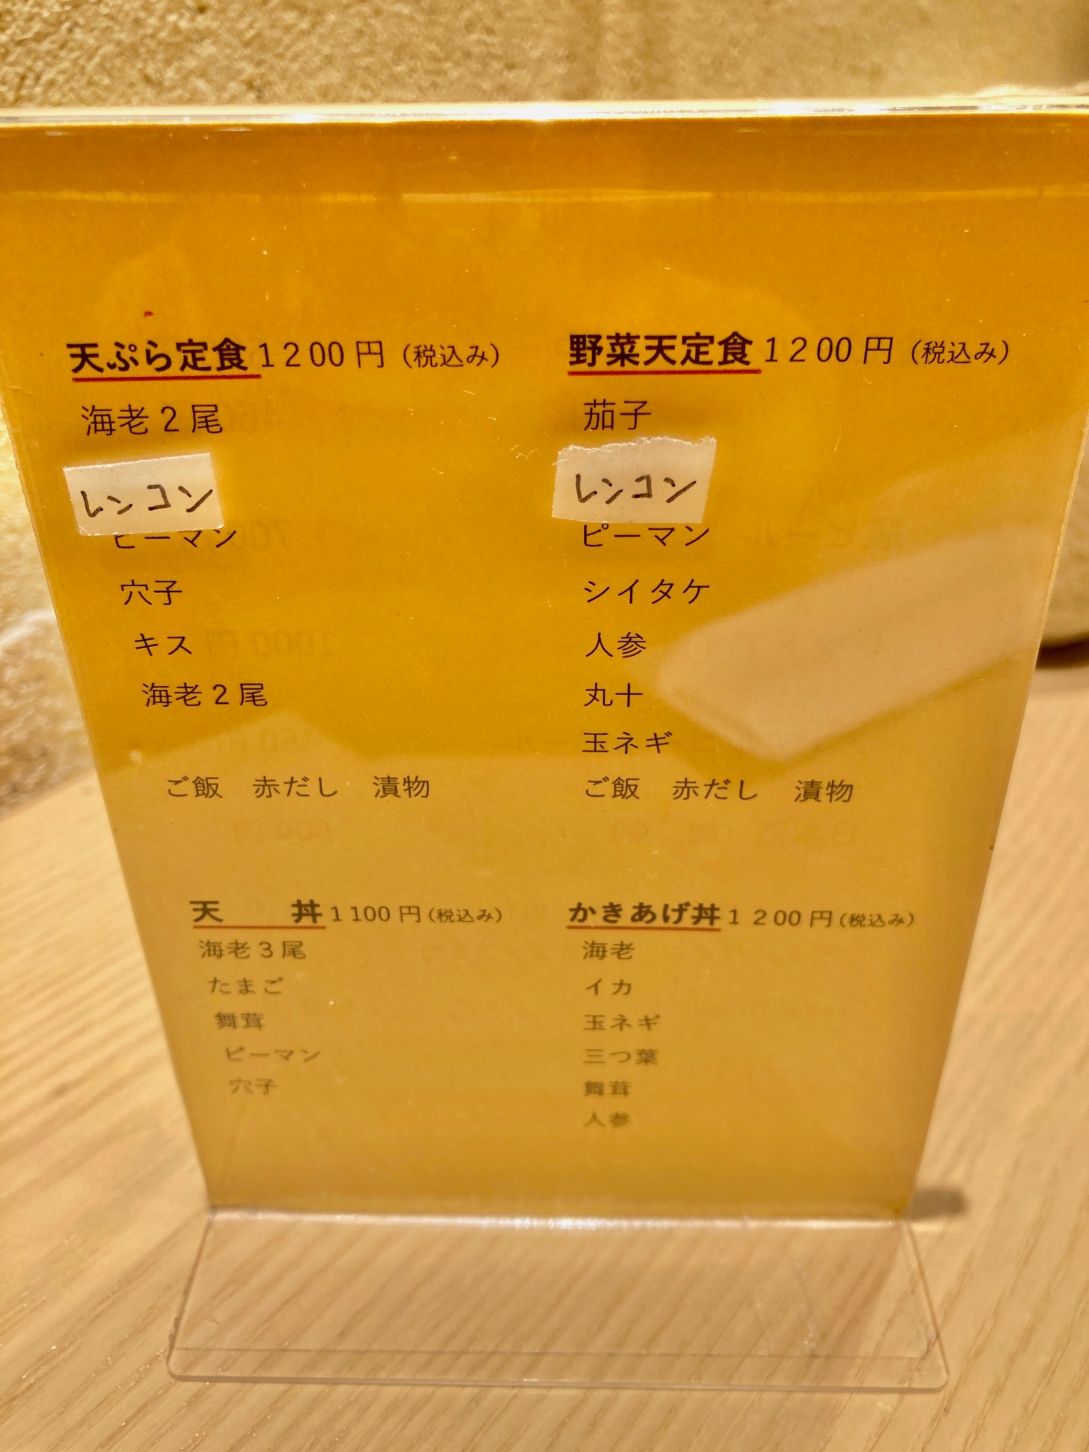 天ぷら定食 1200円（税込み）
海老2尾
レンコン
ピーマン
穴子
キス
海老2尾
ご飯　赤だし　漬物
野菜天定食 1200円（税込み）
茄子
レンコン
ピーマン
シイタケ
人参
丸十
玉ネギ
ご飯　赤だし　漬物
天　　丼 1100円（税込み）
海老3尾
たまご
舞茸
ピーマン
穴子
かきあげ丼 1200円（税込み）
海老
イカ
玉ネギ
三つ葉
舞茸
人参